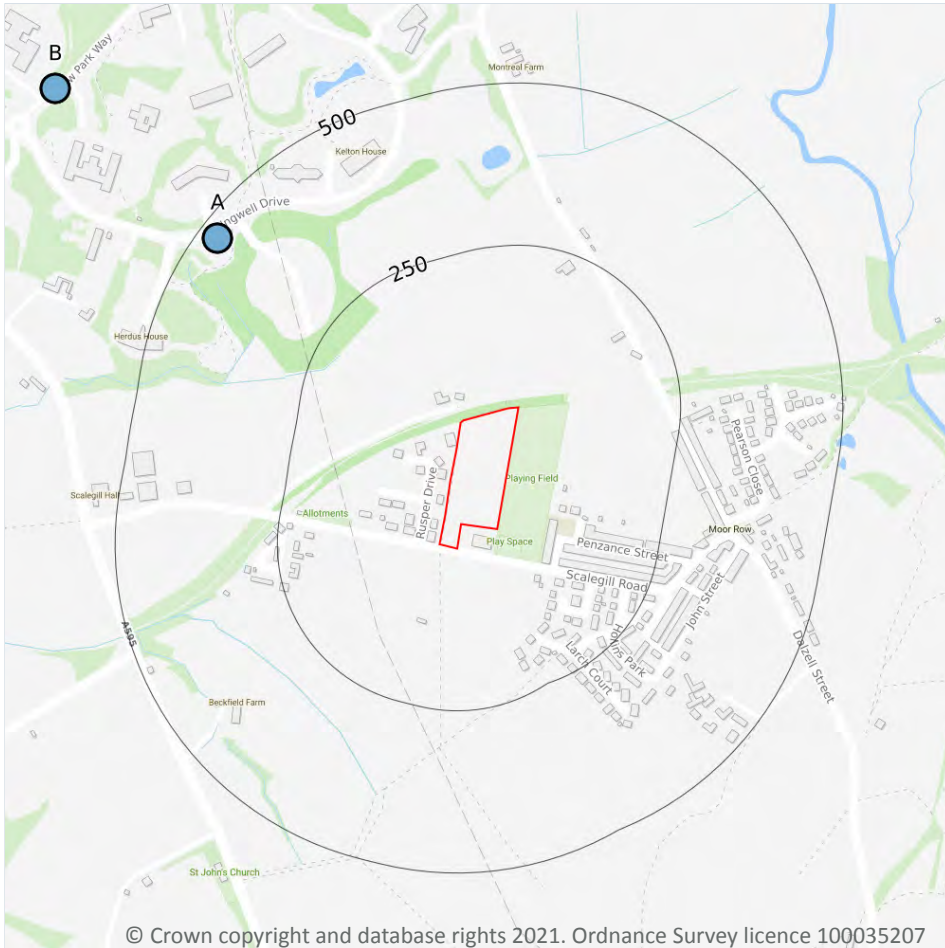 B
Park Way
Montreal Farm
500
Kelton House
A
ngwell Drive
250
Herdus House
Pearson Close
Rusper Drive
Playing Field
Scalegill Hall
Allotments
Moor Row
Play Space
Penzance Street
Scalegill Road
John Street
Hollins Park
Larch Court
Dalzell Street
A595
Beckfield Farm
St John's Church
© Crown copyright and database rights 2021. Ordnance Survey licence 100035207